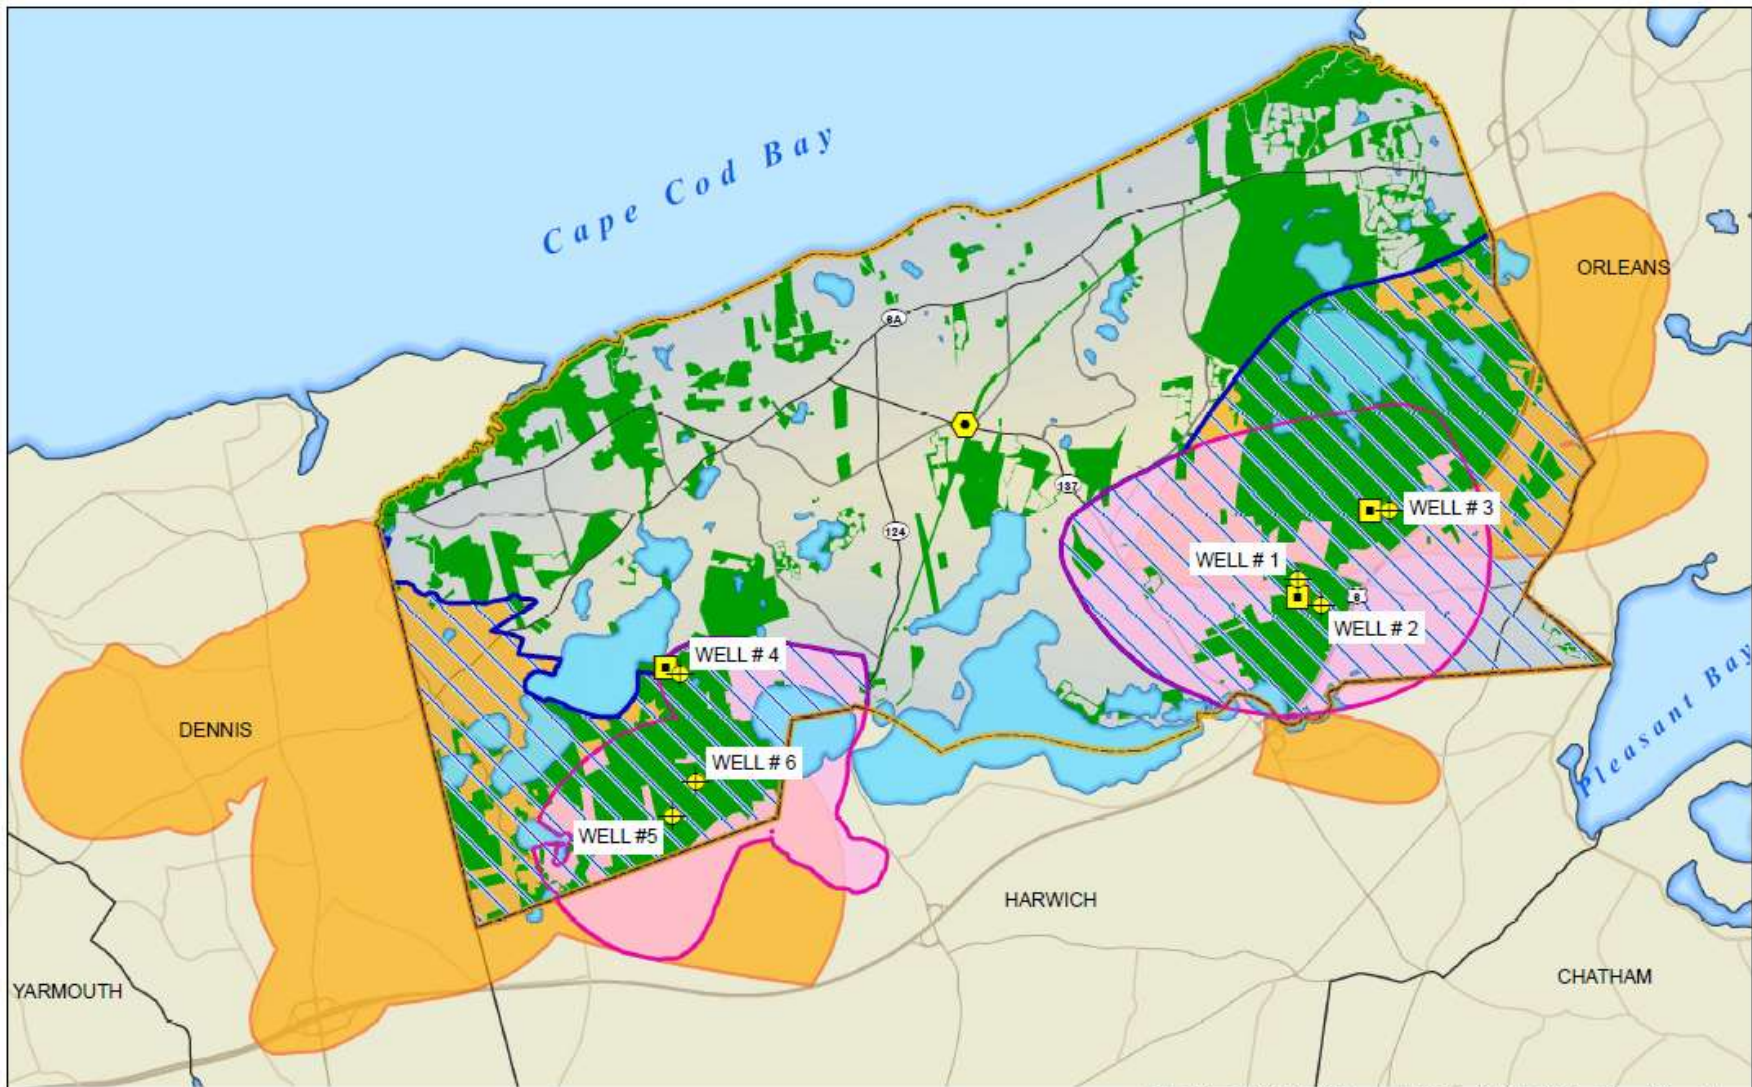 Cape Cod Bay
ORLEANS
6A
137
WELL # 3
124
WELL # 1
6
WELL # 2
WELL # 4
Pleasant Bay
DENNIS
WELL # 6
WELL #5
HARWICH
YARMOUTH
CHATHAM